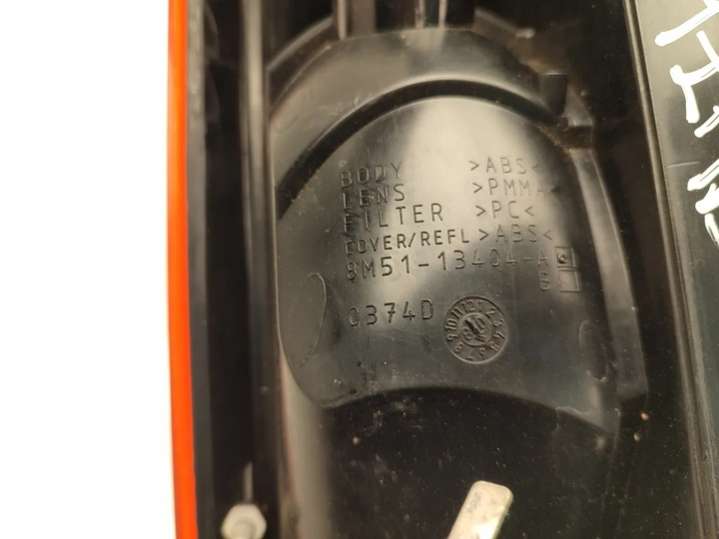 BODY >ABS<
LENS >PMMA<
FILTER >PC<
COVER/REFL >ABS<
8M51-13404-A
B
0374D